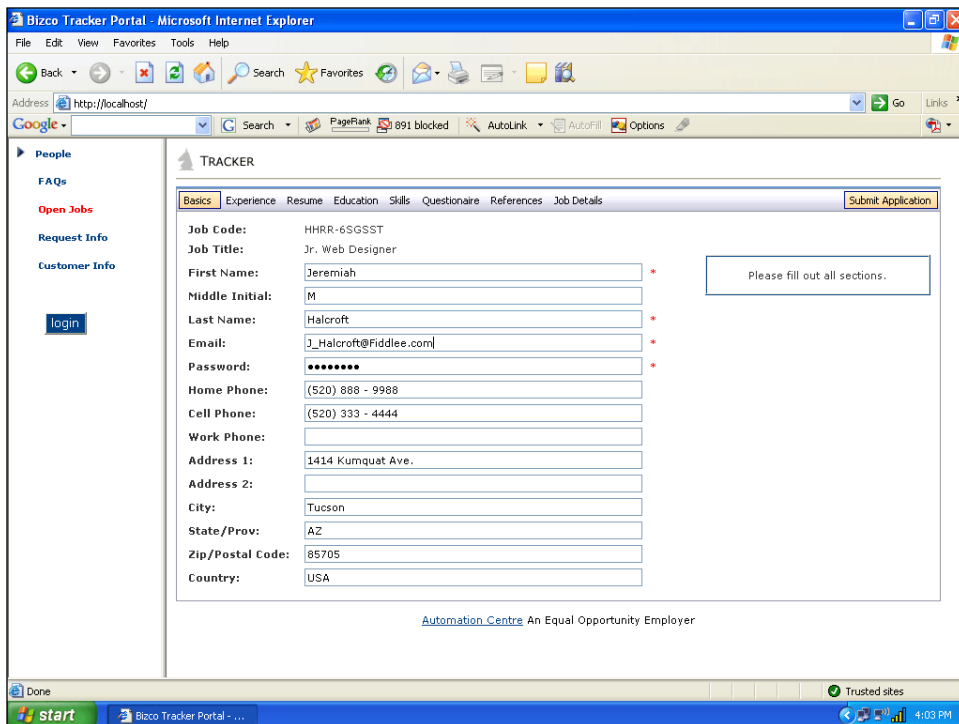 Bizco Tracker Portal - Microsoft Internet Explorer
File Edit View Favorites Tools Help
Back Search Favorites
Address http://localhost/ Go Links
Google Search PageRank 891 blocked AutoLink AutoFill Options
People
FAQs
Open Jobs
Request Info
Customer Info
login
TRACKER
Basics Experience Resume Education Skills Questionaire References Job Details Submit Application
Job Code: HHRR-6SGSST
Job Title: Jr. Web Designer
First Name: Jeremiah *
Middle Initial: M
Last Name: Halcroft *
Email: J_Halcroft@Fiddlee.com *
Password: •••••••• *
Home Phone: (520) 888 - 9988
Cell Phone: (520) 333 - 4444
Work Phone:
Address 1: 1414 Kumquat Ave.
Address 2:
City: Tucson
State/Prov: AZ
Zip/Postal Code: 85705
Country: USA
Please fill out all sections.
Automation Centre An Equal Opportunity Employer
Done Trusted sites
start Bizco Tracker Portal - ... 4:03 PM